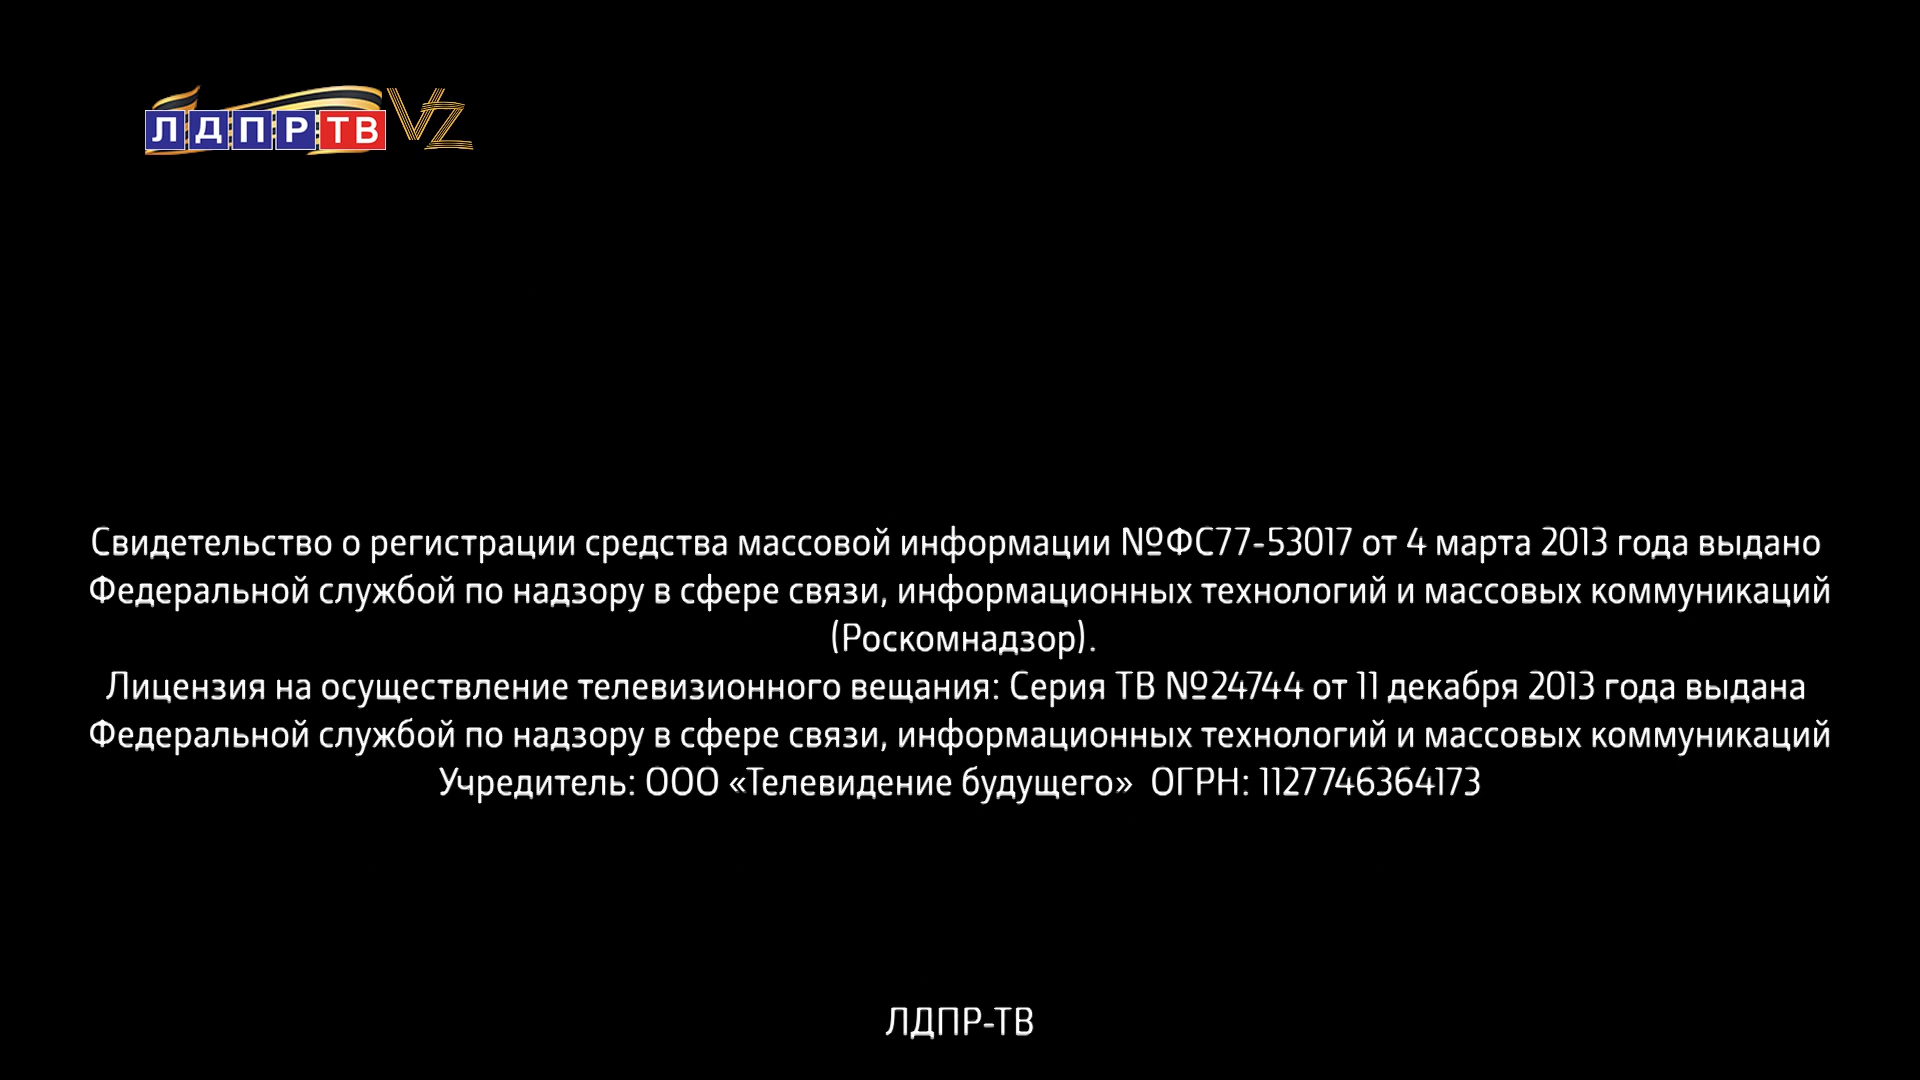 ЛДПР ТВ VZ
Свидетельство о регистрации средства массовой информации №ФС77-53017 от 4 марта 2013 года выдано
Федеральной службой по надзору в сфере связи, информационных технологий и массовых коммуникаций
(Роскомнадзор).
Лицензия на осуществление телевизионного вещания: Серия ТВ №24744 от 11 декабря 2013 года выдана
Федеральной службой по надзору в сфере связи, информационных технологий и массовых коммуникаций
Учредитель: ООО «Телевидение будущего»  ОГРН: 1127746364173
ЛДПР-ТВ